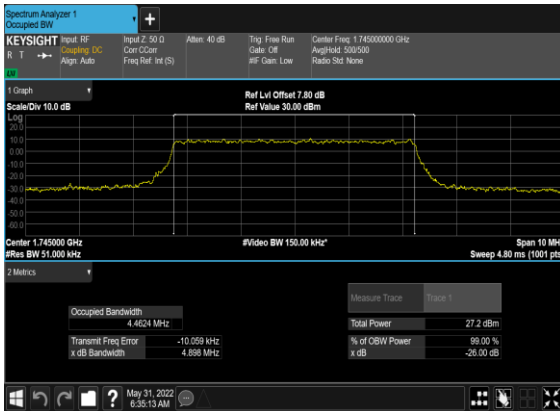 Spectrum Analyzer 1
Occupied BW
+
KEYSIGHT Input: RF Input Z: 50 Ω Atten: 40 dB Trig: Free Run Center Freq: 1.745000000 GHz
R T Coupling: DC Corr CCorr Gate: Off Avg|Hold: 500/500
Align: Auto Freq Ref: Int (S) #IF Gain: Low Radio Std: None
LXI
1 Graph
Scale/Div 10.0 dB Ref Lvl Offset 7.80 dB
Ref Value 30.00 dBm
Log
20.0
10.0
0.00
-10.0
-20.0
-30.0
-40.0
-50.0
-60.0
Center 1.745000 GHz #Video BW 150.00 kHz* Span 10 MH
#Res BW 51.000 kHz Sweep 4.80 ms (1001 pts
2 Metrics
Measure Trace Trace 1
Occupied Bandwidth
4.4624 MHz Total Power 27.2 dBm
Transmit Freq Error -10.059 kHz % of OBW Power 99.00 %
x dB Bandwidth 4.898 MHz x dB -26.00 dB
? May 31, 2022
6:35:13 AM